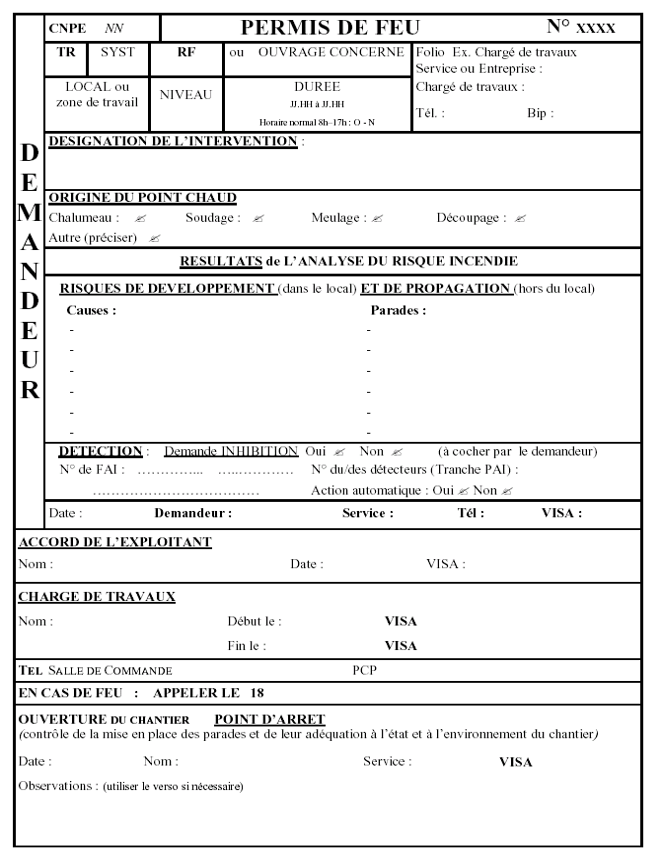 CNPE NN PERMIS DE FEU N° XXXX
TR SYST RF ou OUVRAGE CONCERNE Folio Ex. Chargé de travaux
Service ou Entreprise :
LOCAL ou zone de travail
NIVEAU
DUREE
JJ.HH à JJ.HH
Horaire normal 8h–17h : O - N
Chargé de travaux :
Tél. : Bip :
DEMANDEUR
DESIGNATION DE L'INTERVENTION :
ORIGINE DU POINT CHAUD
Chalumeau : Soudage : Meulage : Découpage :
Autre (préciser)
RESULTATS de L'ANALYSE DU RISQUE INCENDIE
RISQUES DE DEVELOPPEMENT (dans le local) ET DE PROPAGATION (hors du local)
Causes : Parades :
- -
- -
- -
- -
- -
- -
DETECTION : Demande INHIBITION Oui Non (à cocher par le demandeur)
N° de FAI : ………….. …..………… N° du/des détecteurs (Tranche PAI) :
………………………………. Action automatique : Oui Non
Date : Demandeur : Service : Tél : VISA :
ACCORD DE L'EXPLOITANT
Nom : Date : VISA :
CHARGE DE TRAVAUX
Nom : Début le : VISA
Fin le : VISA
TEL SALLE DE COMMANDE PCP
EN CAS DE FEU : APPELER LE 18
OUVERTURE DU CHANTIER POINT D'ARRET
(contrôle de la mise en place des parades et de leur adéquation à l'état et à l'environnement du chantier)
Date : Nom : Service : VISA
Observations : (utiliser le verso si nécessaire)